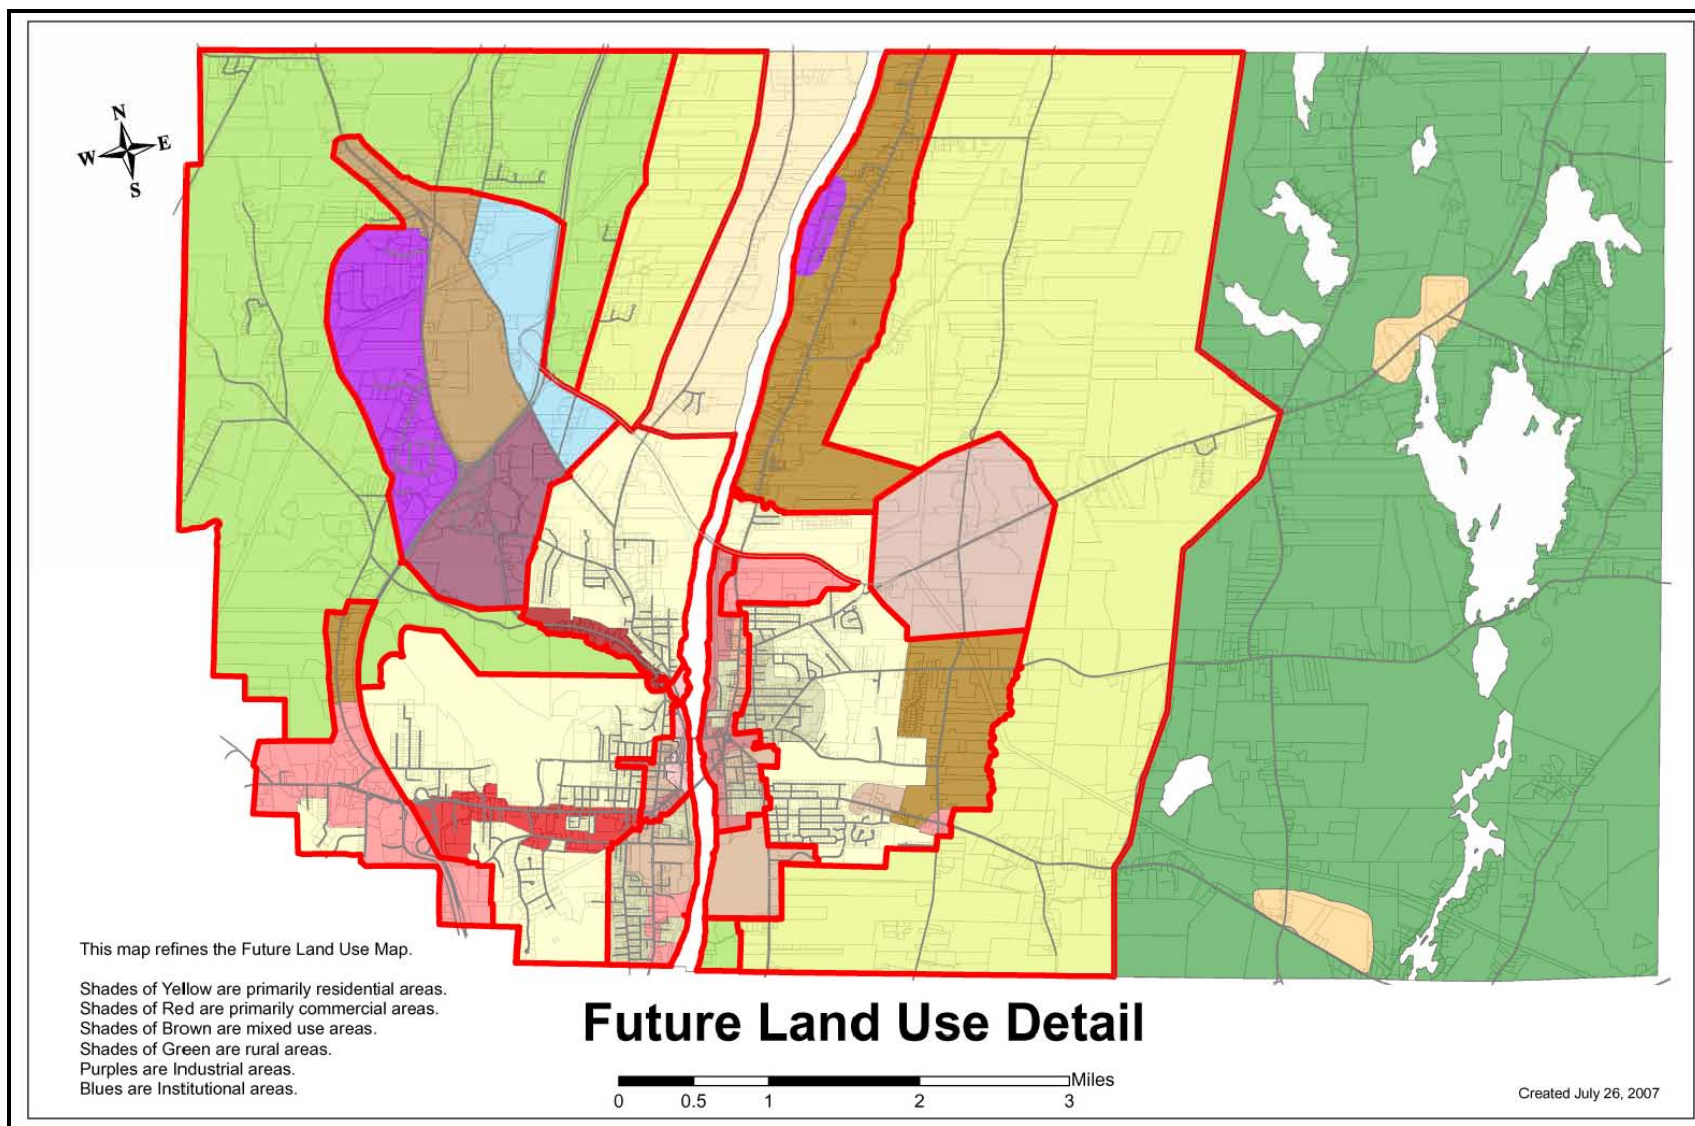 N
W E
S
This map refines the Future Land Use Map.
Shades of Yellow are primarily residential areas.
Shades of Red are primarily commercial areas.
Shades of Brown are mixed use areas.
Shades of Green are rural areas.
Purples are Industrial areas.
Blues are Institutional areas.
Future Land Use Detail
Miles
0 0.5 1 2 3
Created July 26, 2007